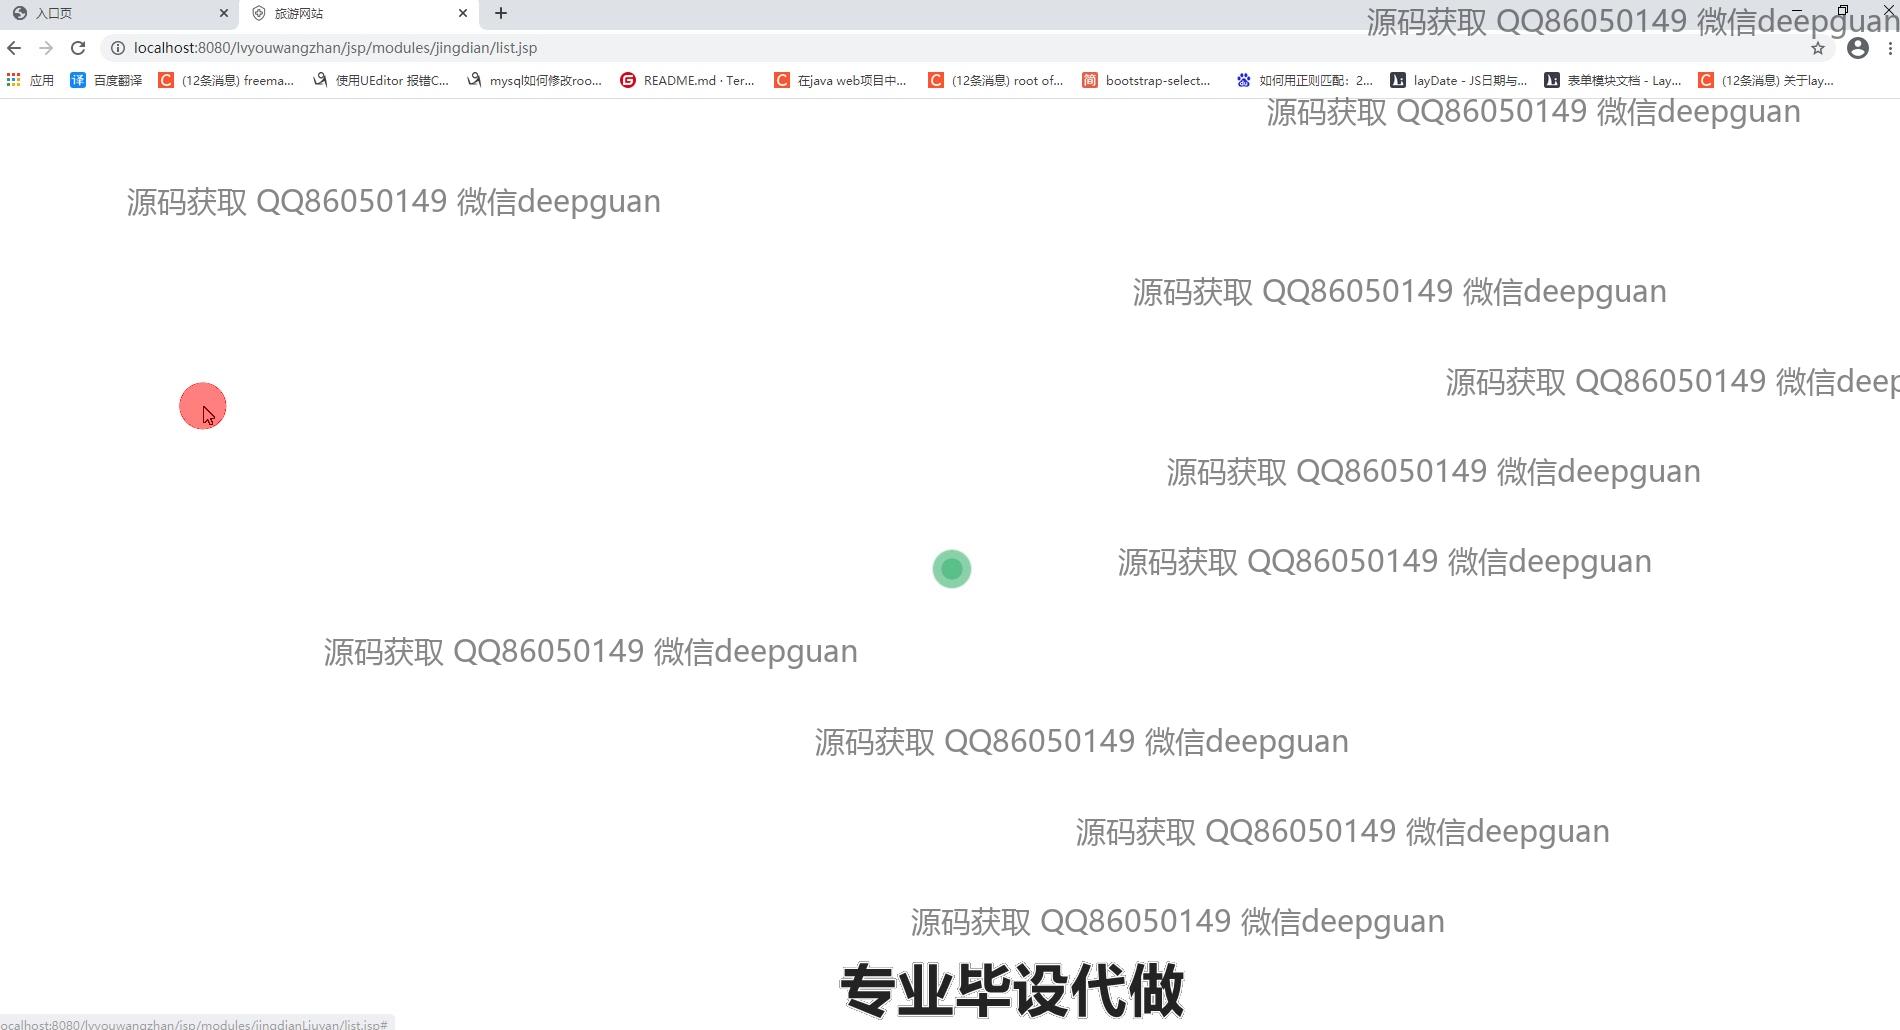 入口页
旅游网站
源码获取 QQ86050149 微信deepguan
localhost:8080/lvyouwangzhan/jsp/modules/jingdian/list.jsp
应用 译 百度翻译 C (12条消息) freema... 使用UEditor 报错C... mysql如何修改roo... G README.md · Ter... C 在java web项目中... C (12条消息) root of... 简 bootstrap-select... 如何用正则匹配：2... layDate - JS日期与... 表单模块文档 - Lay... C (12条消息) 关于lay...
源码获取 QQ86050149 微信deepguan
源码获取 QQ86050149 微信deepguan
源码获取 QQ86050149 微信deepguan
源码获取 QQ86050149 微信deep
源码获取 QQ86050149 微信deepguan
源码获取 QQ86050149 微信deepguan
源码获取 QQ86050149 微信deepguan
源码获取 QQ86050149 微信deepguan
源码获取 QQ86050149 微信deepguan
源码获取 QQ86050149 微信deepguan
专业毕设代做
ocalhost:8080/lvyouwangzhan/jsp/modules/jingdianLiuyan/list.jsp#